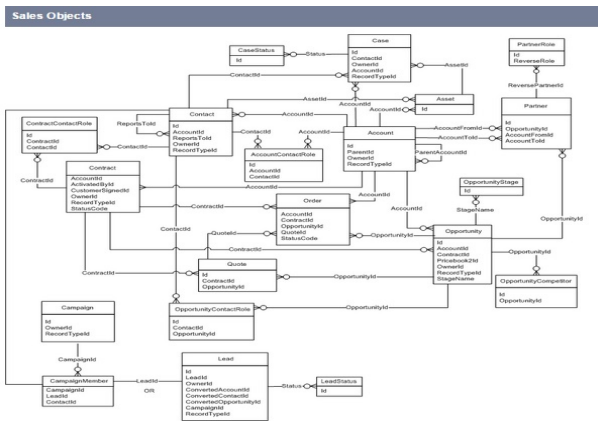 Sales Objects
Case
Id
ContactId
OwnerId
AccountId
RecordTypeId
CaseStatus
Id
Status
PartnerRole
Id
ReverseRole
ContactId
AssetId
ReversePartnerId
AssetId
Asset
Id
AccountId
AccountId
Partner
Id
OpportunityId
AccountFromId
AccountToId
Contact
Id
AccountId
ReportsToId
OwnerId
RecordTypeId
ReportsToId
AccountId
ContractContactRole
Id
ContractId
ContactId
ContactId
ContactId
AccountId
Account
Id
ParentId
OwnerId
RecordTypeId
AccountFromId
AccountToId
ParentAccountId
AccountContactRole
Id
AccountId
ContactId
Contract
AccountId
ActivatedById
CustomerSignedId
OwnerId
RecordTypeId
StatusCode
ContractId
AccountId
OpportunityStage
Id
StageName
AccountId
AccountId
ContractId
Order
AccountId
ContractId
OpportunityId
QuoteId
StatusCode
OpportunityId
ContactId
QuoteId
OpportunityId
Opportunity
Id
AccountId
ContractId
Pricebook2Id
OwnerId
RecordTypeId
StageName
ContractId
OpportunityId
Quote
Id
ContractId
OpportunityId
ContractId
OpportunityId
OpportunityCompetitor
Id
OpportunityId
Campaign
Id
OwnerId
RecordTypeId
OpportunityContactRole
Id
ContactId
OpportunityId
OpportunityId
CampaignId
Lead
Id
LeadId
OwnerId
ConvertedAccountId
ConvertedContactId
ConvertedOpportunityId
CampaignId
RecordTypeId
CampaignMember
CampaignId
LeadId
ContactId
LeadId
OR
Status
LeadStatus
Id